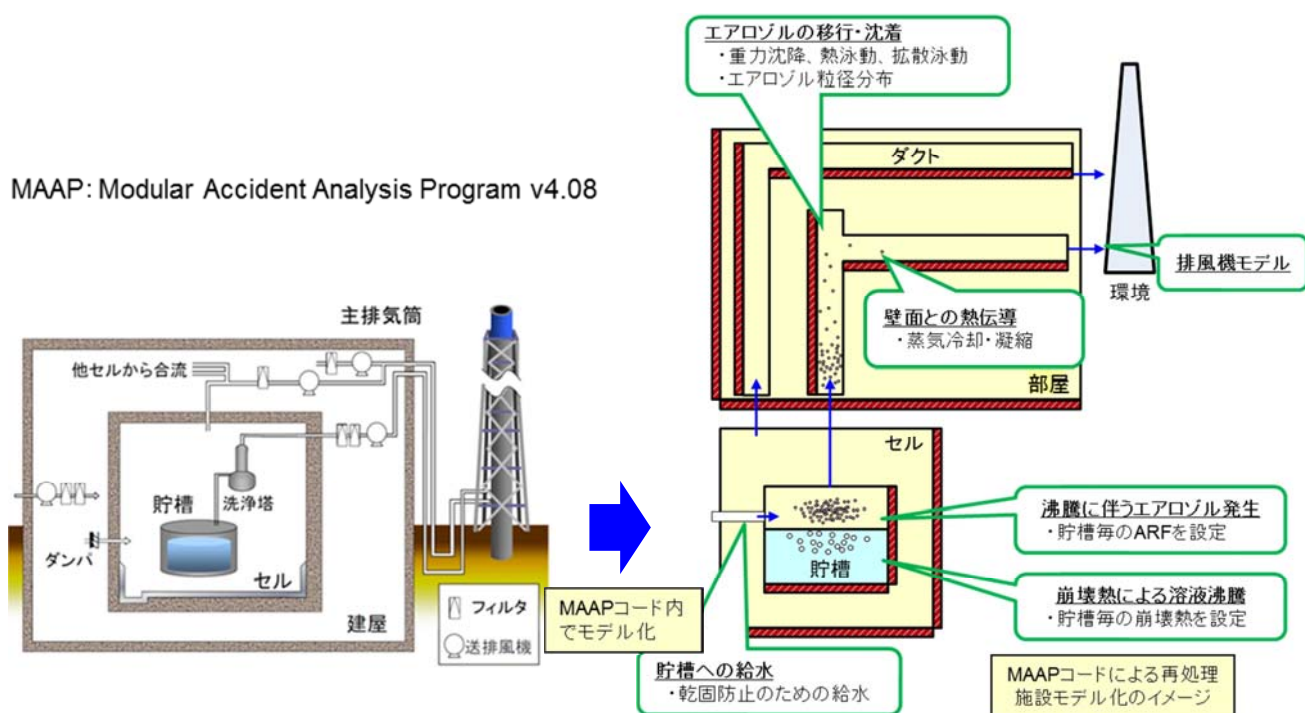 MAAP: Modular Accident Analysis Program v4.08
主排気筒
他セルから合流
貯槽
洗浄塔
ダンパ
セル
建屋
フィルタ
送排風機
MAAPコード内
でモデル化
エアロゾルの移行・沈着
・重力沈降、熱泳動、拡散泳動
・エアロゾル粒径分布
ダクト
排風機モデル
環境
壁面との熱伝導
・蒸気冷却・凝縮
部屋
セル
沸騰に伴うエアロゾル発生
・貯槽毎のARFを設定
貯槽
崩壊熱による溶液沸騰
・貯槽毎の崩壊熱を設定
貯槽への給水
・乾固防止のための給水
MAAPコードによる再処理
施設モデル化のイメージ